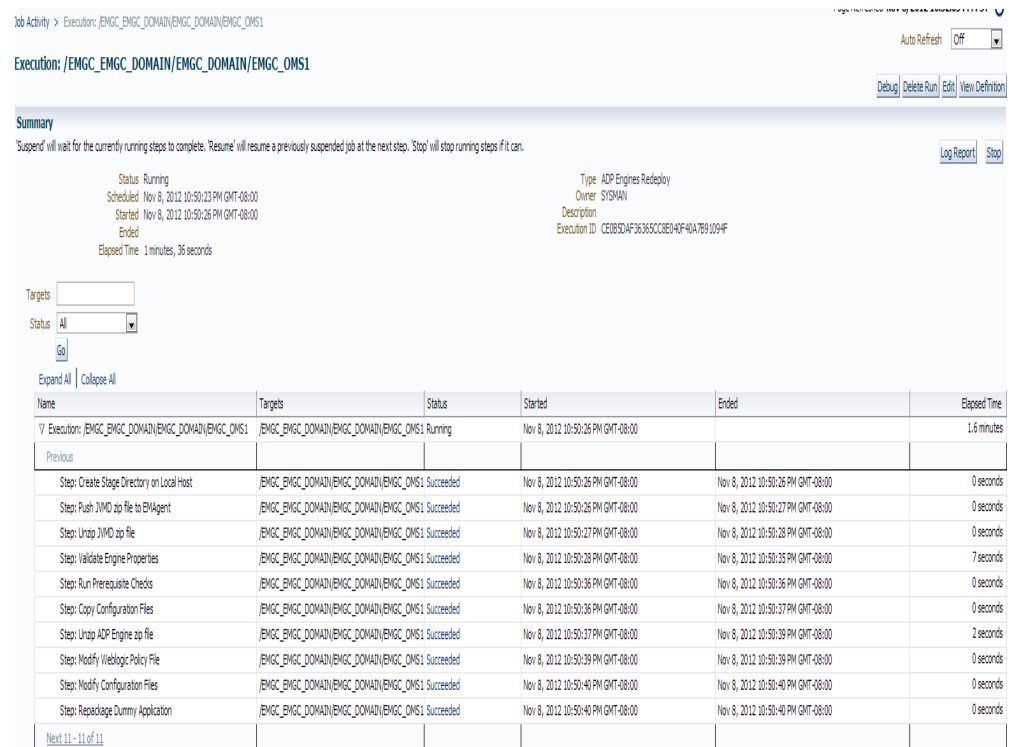 Job Activity > Execution: /EMGC_EMGC_DOMAIN/EMGC_DOMAIN/EMGC_OMS1
Auto Refresh Off
Execution: /EMGC_EMGC_DOMAIN/EMGC_DOMAIN/EMGC_OMS1
Debug Delete Run Edit View Definition
Summary
'Suspend' will wait for the currently running steps to complete. 'Resume' will resume a previously suspended job at the next step. 'Stop' will stop running steps if it can.
Log Report Stop
Status Running
Scheduled Nov 8, 2012 10:50:23 PM GMT-08:00
Started Nov 8, 2012 10:50:26 PM GMT-08:00
Ended
Elapsed Time 1 minutes, 36 seconds
Type ADP Engines Redeploy
Owner SYSMAN
Description
Execution ID CE0B5DAF36365CC8E040F40A7B91094F
Targets
Status All
Go
Expand All | Collapse All
Name Targets Status Started Ended Elapsed Time
Execution: /EMGC_EMGC_DOMAIN/EMGC_DOMAIN/EMGC_OMS1 /EMGC_EMGC_DOMAIN/EMGC_DOMAIN/EMGC_OMS1 Running Nov 8, 2012 10:50:26 PM GMT-08:00 1.6 minutes
Previous
Step: Create Stage Directory on Local Host /EMGC_EMGC_DOMAIN/EMGC_DOMAIN/EMGC_OMS1 Succeeded Nov 8, 2012 10:50:26 PM GMT-08:00 Nov 8, 2012 10:50:26 PM GMT-08:00 0 seconds
Step: Push JVMD zip file to EMAgent /EMGC_EMGC_DOMAIN/EMGC_DOMAIN/EMGC_OMS1 Succeeded Nov 8, 2012 10:50:26 PM GMT-08:00 Nov 8, 2012 10:50:27 PM GMT-08:00 0 seconds
Step: Unzip JVMD zip file /EMGC_EMGC_DOMAIN/EMGC_DOMAIN/EMGC_OMS1 Succeeded Nov 8, 2012 10:50:27 PM GMT-08:00 Nov 8, 2012 10:50:28 PM GMT-08:00 0 seconds
Step: Validate Engine Properties /EMGC_EMGC_DOMAIN/EMGC_DOMAIN/EMGC_OMS1 Succeeded Nov 8, 2012 10:50:28 PM GMT-08:00 Nov 8, 2012 10:50:35 PM GMT-08:00 7 seconds
Step: Run Prerequisite Checks /EMGC_EMGC_DOMAIN/EMGC_DOMAIN/EMGC_OMS1 Succeeded Nov 8, 2012 10:50:36 PM GMT-08:00 Nov 8, 2012 10:50:36 PM GMT-08:00 0 seconds
Step: Copy Configuration Files /EMGC_EMGC_DOMAIN/EMGC_DOMAIN/EMGC_OMS1 Succeeded Nov 8, 2012 10:50:36 PM GMT-08:00 Nov 8, 2012 10:50:37 PM GMT-08:00 0 seconds
Step: Unzip ADP Engine zip file /EMGC_EMGC_DOMAIN/EMGC_DOMAIN/EMGC_OMS1 Succeeded Nov 8, 2012 10:50:37 PM GMT-08:00 Nov 8, 2012 10:50:39 PM GMT-08:00 2 seconds
Step: Modify Weblogic Policy File /EMGC_EMGC_DOMAIN/EMGC_DOMAIN/EMGC_OMS1 Succeeded Nov 8, 2012 10:50:39 PM GMT-08:00 Nov 8, 2012 10:50:39 PM GMT-08:00 0 seconds
Step: Modify Configuration Files /EMGC_EMGC_DOMAIN/EMGC_DOMAIN/EMGC_OMS1 Succeeded Nov 8, 2012 10:50:40 PM GMT-08:00 Nov 8, 2012 10:50:40 PM GMT-08:00 0 seconds
Step: Repackage Dummy Application /EMGC_EMGC_DOMAIN/EMGC_DOMAIN/EMGC_OMS1 Succeeded Nov 8, 2012 10:50:40 PM GMT-08:00 Nov 8, 2012 10:50:40 PM GMT-08:00 0 seconds
Next 11 - 11 of 11